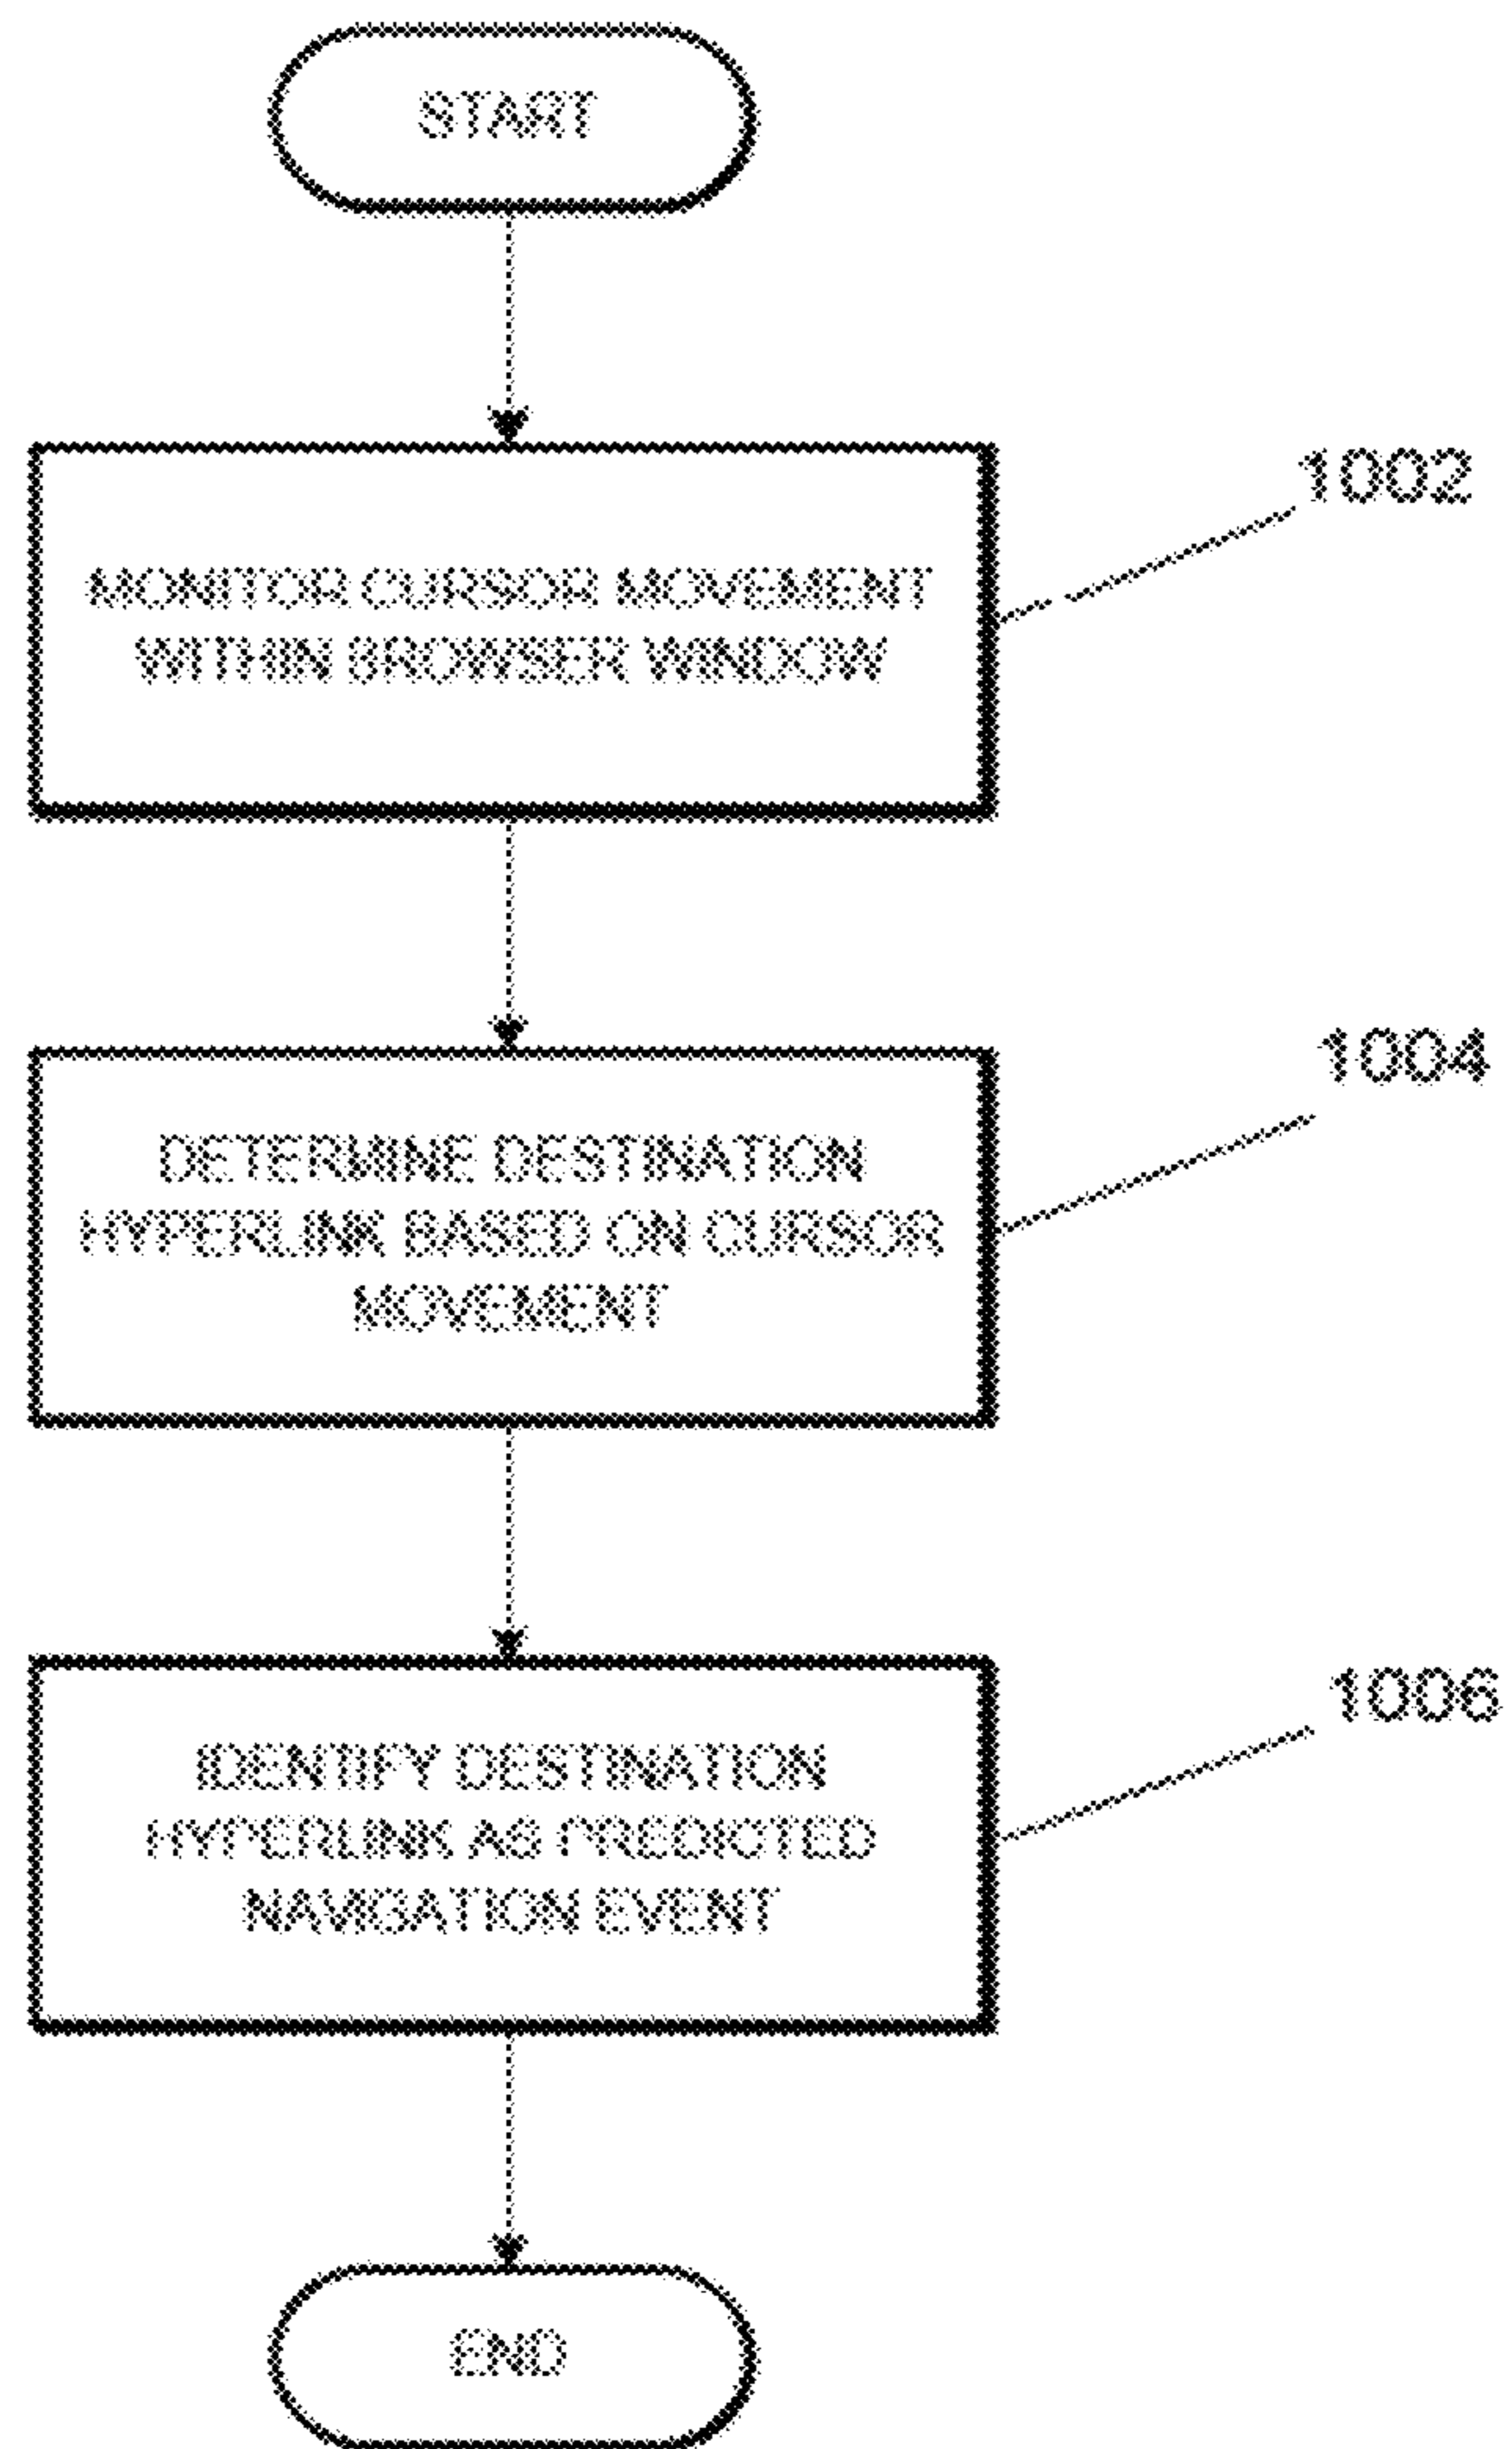 START
1002
MONITOR CURSOR MOVEMENT
WITHIN BROWSER WINDOW
1004
DETERMINE DESTINATION
HYPERLINK BASED ON CURSOR
MOVEMENT
1006
IDENTIFY DESTINATION
HYPERLINK AS PREDICTED
NAVIGATION EVENT
END